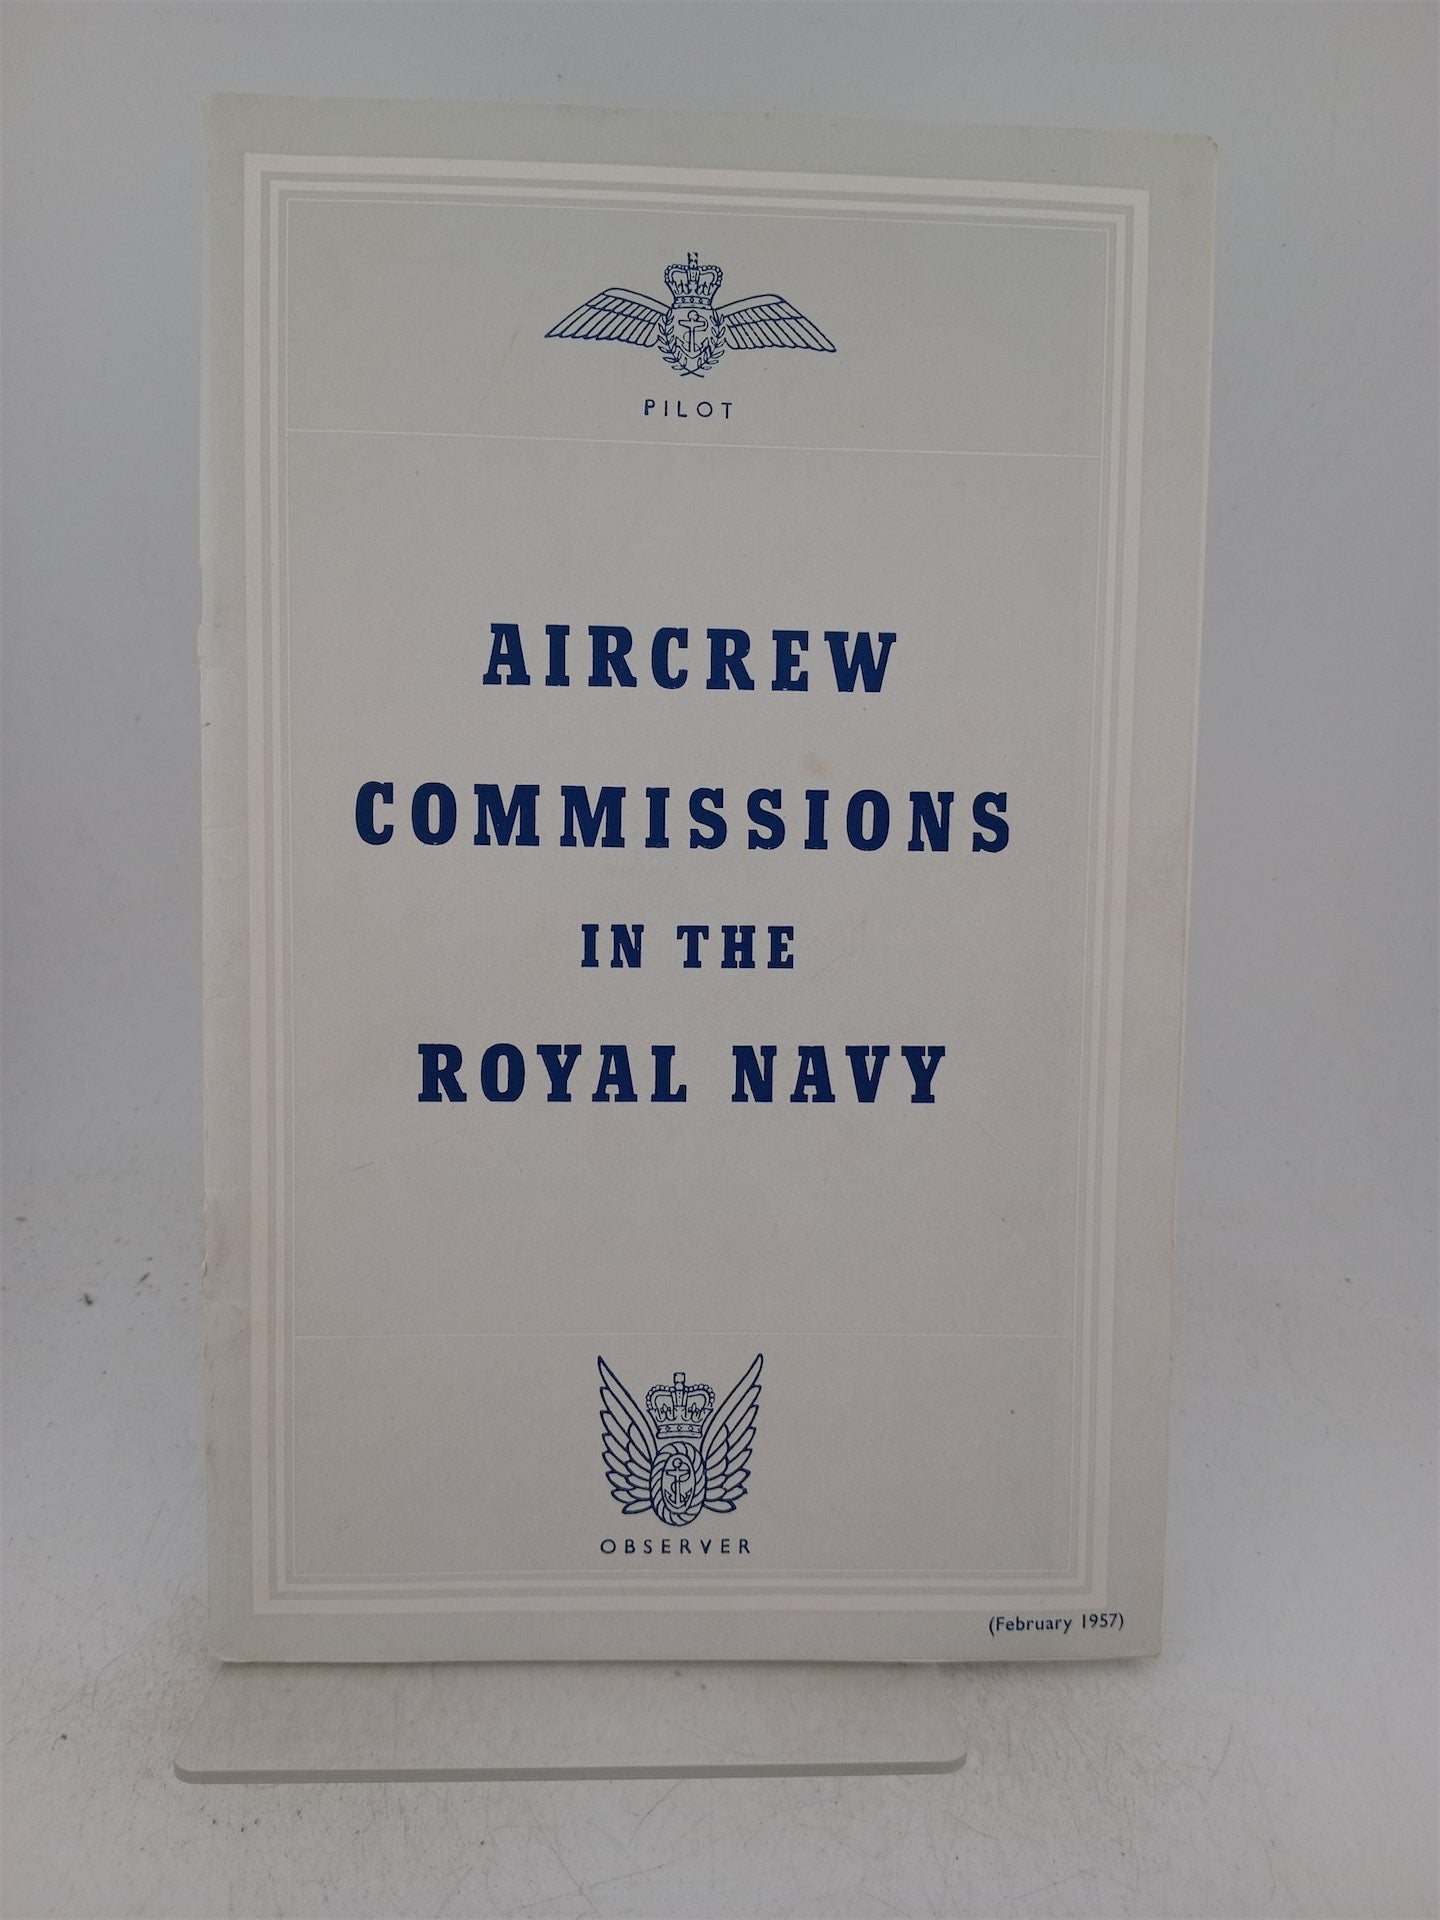 PILOT
AIRCREW
COMMISSIONS
IN THE
ROYAL NAVY
OBSERVER
(February 1957)